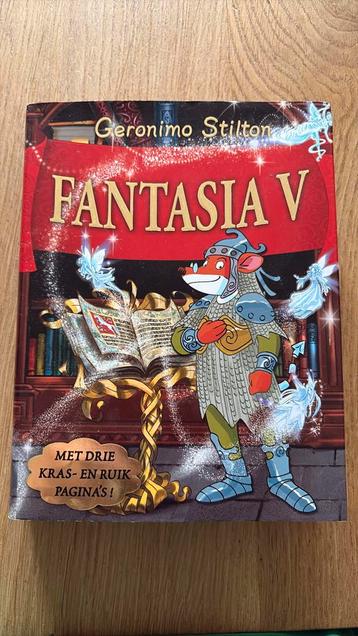 Geronimo Stilton
FANTASIA V
MET DRIE
KRAS- EN RUIK
PAGINA'S!